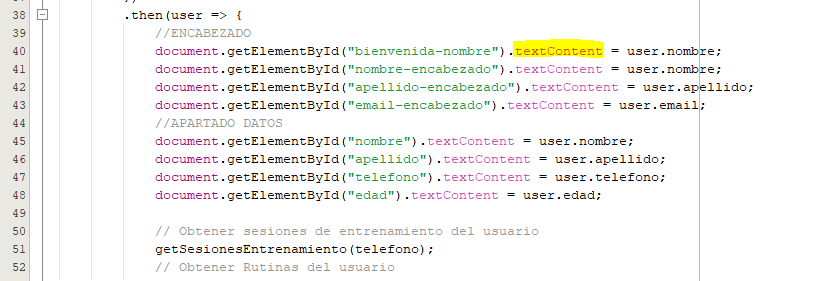 38 .then(user => {
39 //ENCABEZADO
40 document.getElementById("bienvenida-nombre").textContent = user.nombre;
41 document.getElementById("nombre-encabezado").textContent = user.nombre;
42 document.getElementById("apellido-encabezado").textContent = user.apellido;
43 document.getElementById("email-encabezado").textContent = user.email;
44 //APARTADO DATOS
45 document.getElementById("nombre").textContent = user.nombre;
46 document.getElementById("apellido").textContent = user.apellido;
47 document.getElementById("telefono").textContent = user.telefono;
48 document.getElementById("edad").textContent = user.edad;
49
50 // Obtener sesiones de entrenamiento del usuario
51 getSesionesEntrenamiento(telefono);
52 // Obtener Rutinas del usuario